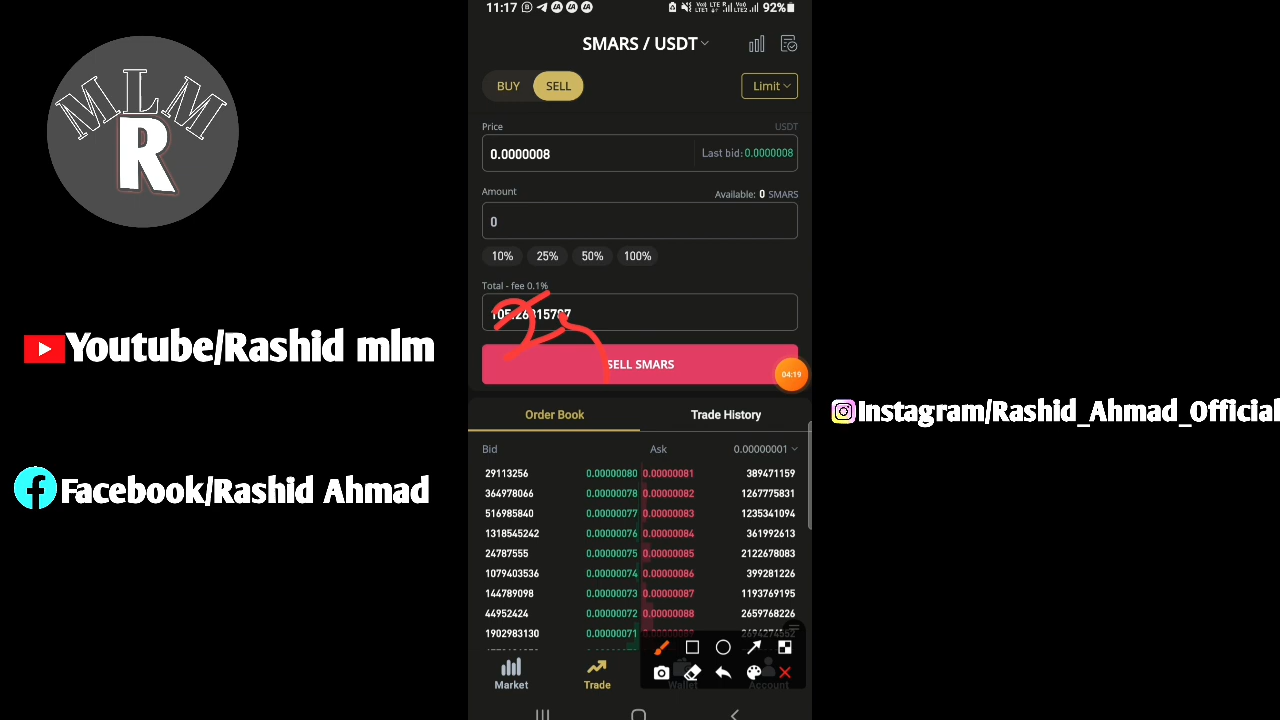 MLM
R
Youtube/Rashid mlm
Facebook/Rashid Ahmad
Instagram/Rashid_Ahmad_Official
11:17 92%
SMARS / USDT
BUY SELL Limit
Price USDT
0.0000008 Last bid: 0.0000008
Amount Available: 0 SMARS
0
10% 25% 50% 100%
Total - fee 0.1%
SELL SMARS
04:19
Order Book Trade History
Bid Ask 0.00000001
29113256 0.00000080 0.00000081 389471159
364978066 0.00000078 0.00000082 1267775831
516985840 0.00000077 0.00000083 1235341094
1318545242 0.00000076 0.00000084 361992613
24787555 0.00000075 0.00000085 2122678083
1079403536 0.00000074 0.00000086 399281226
144789098 0.00000073 0.00000087 1193769195
44952424 0.00000072 0.00000088 2659768226
1902983130 0.00000071
Market Trade Wallet Account